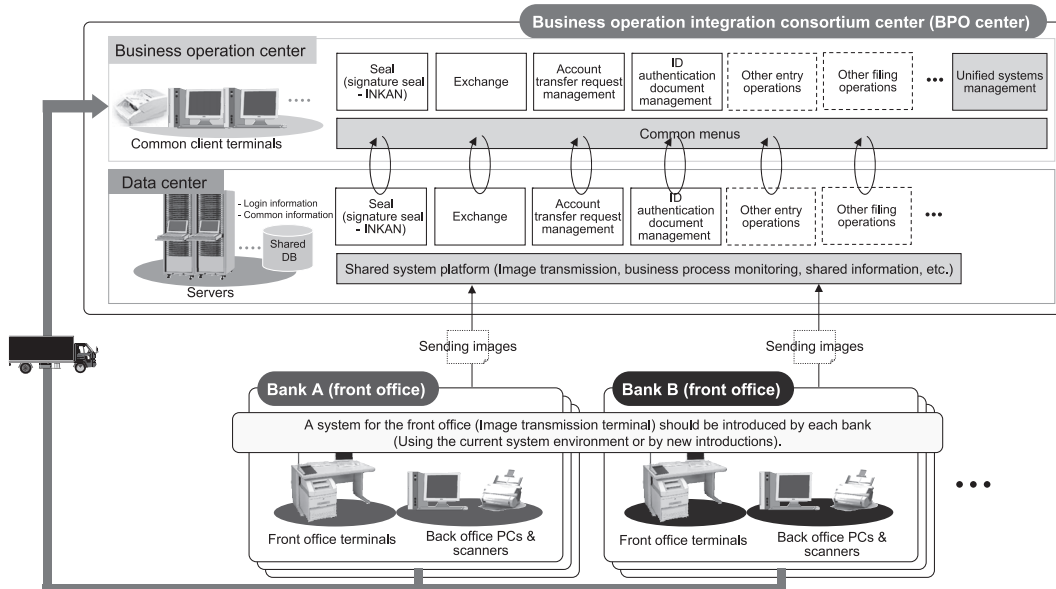 Business operation integration consortium center (BPO center)
Business operation center
Common client terminals
Seal
(signature seal
- INKAN)
Exchange
Account
transfer request
management
ID
authentication
document
management
Other entry
operations
Other filing
operations
Unified systems
management
Common menus
Data center
- Login information
- Common information
Shared
DB
Servers
Seal
(signature seal
- INKAN)
Exchange
Account
transfer request
management
ID
authentication
document
management
Other entry
operations
Other filing
operations
Shared system platform (Image transmission, business process monitoring, shared information, etc.)
Sending images
Sending images
Bank A (front office)
Bank B (front office)
A system for the front office (Image transmission terminal) should be introduced by each bank
(Using the current system environment or by new introductions).
Front office terminals
Back office PCs &
scanners
Front office terminals
Back office PCs &
scanners